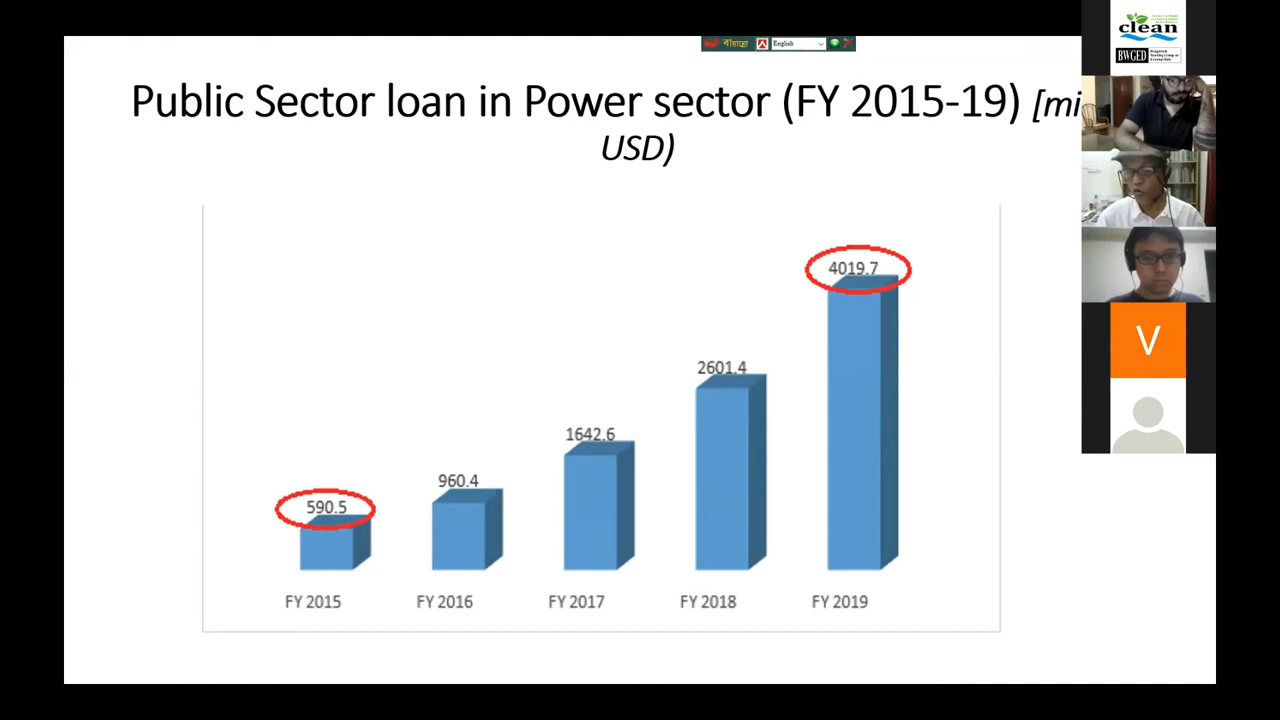 বাংলা
English
clean
BWGED
Public Sector loan in Power sector (FY 2015-19) [mi
USD)
4019.7
2601.4
1642.6
960.4
590.5
FY 2015 FY 2016 FY 2017 FY 2018 FY 2019
V